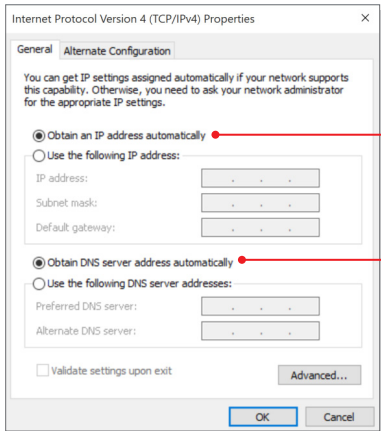 Internet Protocol Version 4 (TCP/IPv4) Properties
General Alternate Configuration
You can get IP settings assigned automatically if your network supports
this capability. Otherwise, you need to ask your network administrator
for the appropriate IP settings.
Obtain an IP address automatically
Use the following IP address:
IP address:
Subnet mask:
Default gateway:
Obtain DNS server address automatically
Use the following DNS server addresses:
Preferred DNS server:
Alternate DNS server:
Validate settings upon exit
Advanced...
OK Cancel